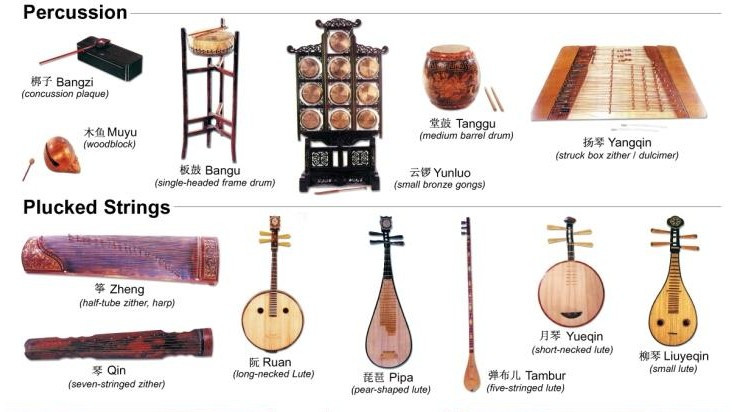 Percussion
梆子 Bangzi
(concussion plaque)
木鱼 Muyu
(woodblock)
板鼓 Bangu
(single-headed frame drum)
云锣 Yunluo
(small bronze gongs)
堂鼓 Tanggu
(medium barrel drum)
扬琴 Yangqin
(struck box zither / dulcimer)
Plucked Strings
筝 Zheng
(half-tube zither, harp)
琴 Qin
(seven-stringed zither)
阮 Ruan
(long-necked Lute)
琵琶 Pipa
(pear-shaped lute)
弹布儿 Tambur
(five-stringed lute)
月琴 Yueqin
(short-necked lute)
柳琴 Liuyeqin
(small lute)